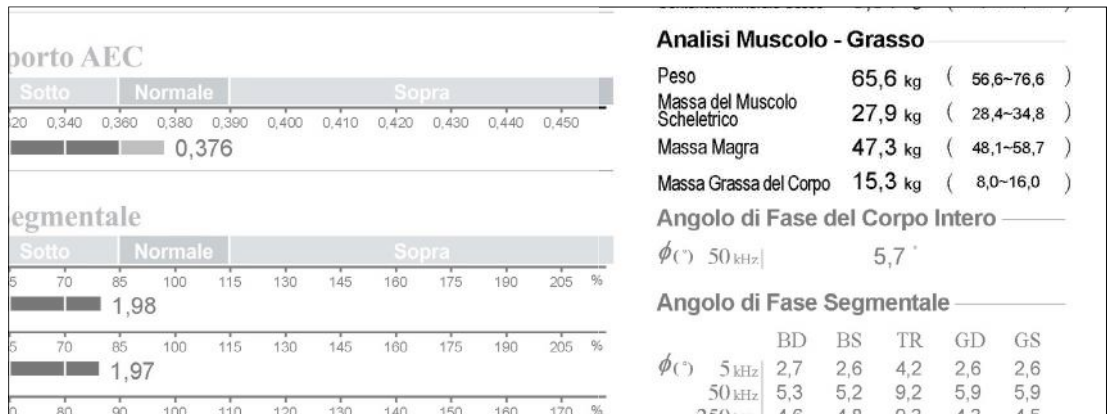 Analisi Muscolo - Grasso
Peso 65,6 kg ( 56,6~76,6 )
Massa del Muscolo Scheletrico 27,9 kg ( 28,4~34,8 )
Massa Magra 47,3 kg ( 48,1~58,7 )
Massa Grassa del Corpo 15,3 kg ( 8,0~16,0 )
Angolo di Fase del Corpo Intero
ϕ(°) 50 kHz 5,7 °
Angolo di Fase Segmentale
BD BS TR GD GS
ϕ(°) 5 kHz 2,7 2,6 4,2 2,6 2,6
50 kHz 5,3 5,2 9,2 5,9 5,9
porto AEC
Sotto Normale Sopra
320 0,340 0,360 0,380 0,390 0,400 0,410 0,420 0,430 0,440 0,450
0,376
Segmentale
Sotto Normale Sopra
70 85 100 115 130 145 160 175 190 205 %
1,98
70 85 100 115 130 145 160 175 190 205 %
1,97
80 90 100 110 120 130 140 150 160 170 %